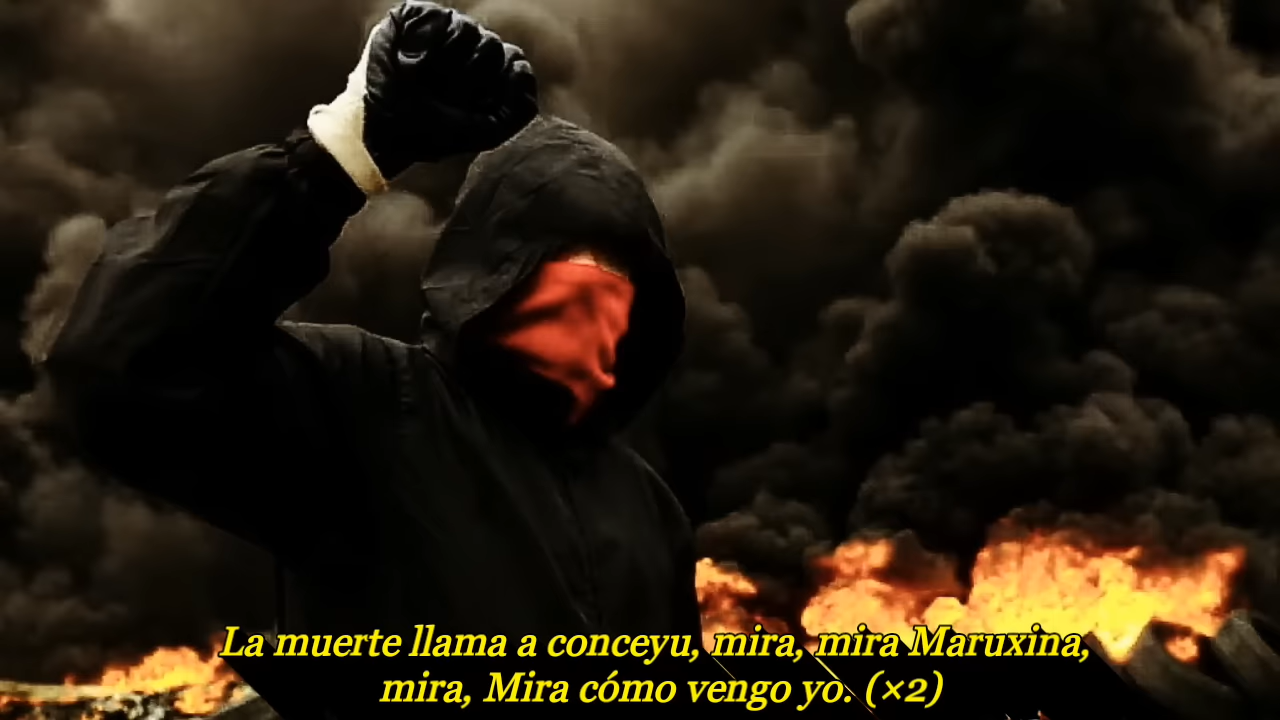 La muerte llama a conceyu, mira, mira Maruxina,
mira, Mira cómo vengo yo. (×2)